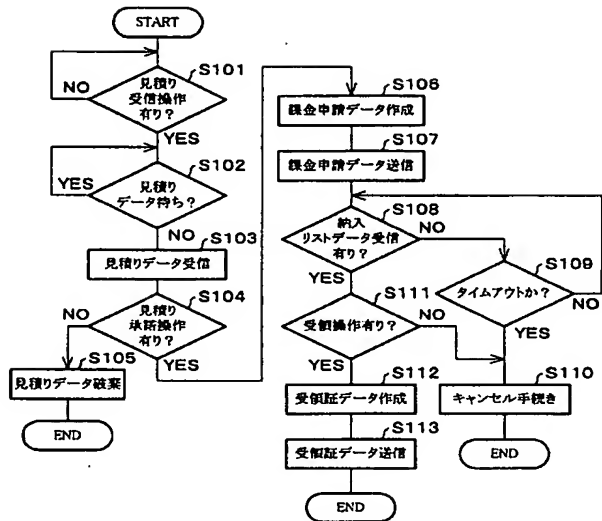 START
S101
見積り
受信操作
有り?
NO
YES
S102
見積り
データ待ち?
YES
NO
S103
見積りデータ受信
S104
見積り
承諾操作
有り?
NO
YES
S105
見積りデータ破棄
END
S106
課金申請データ作成
S107
課金申請データ送信
S108
納入
リストデータ受信
有り?
NO
YES
S109
タイムアウトか?
NO
YES
S111
受領操作有り?
NO
YES
S110
キャンセル手続き
END
S112
受領証データ作成
S113
受領証データ送信
END